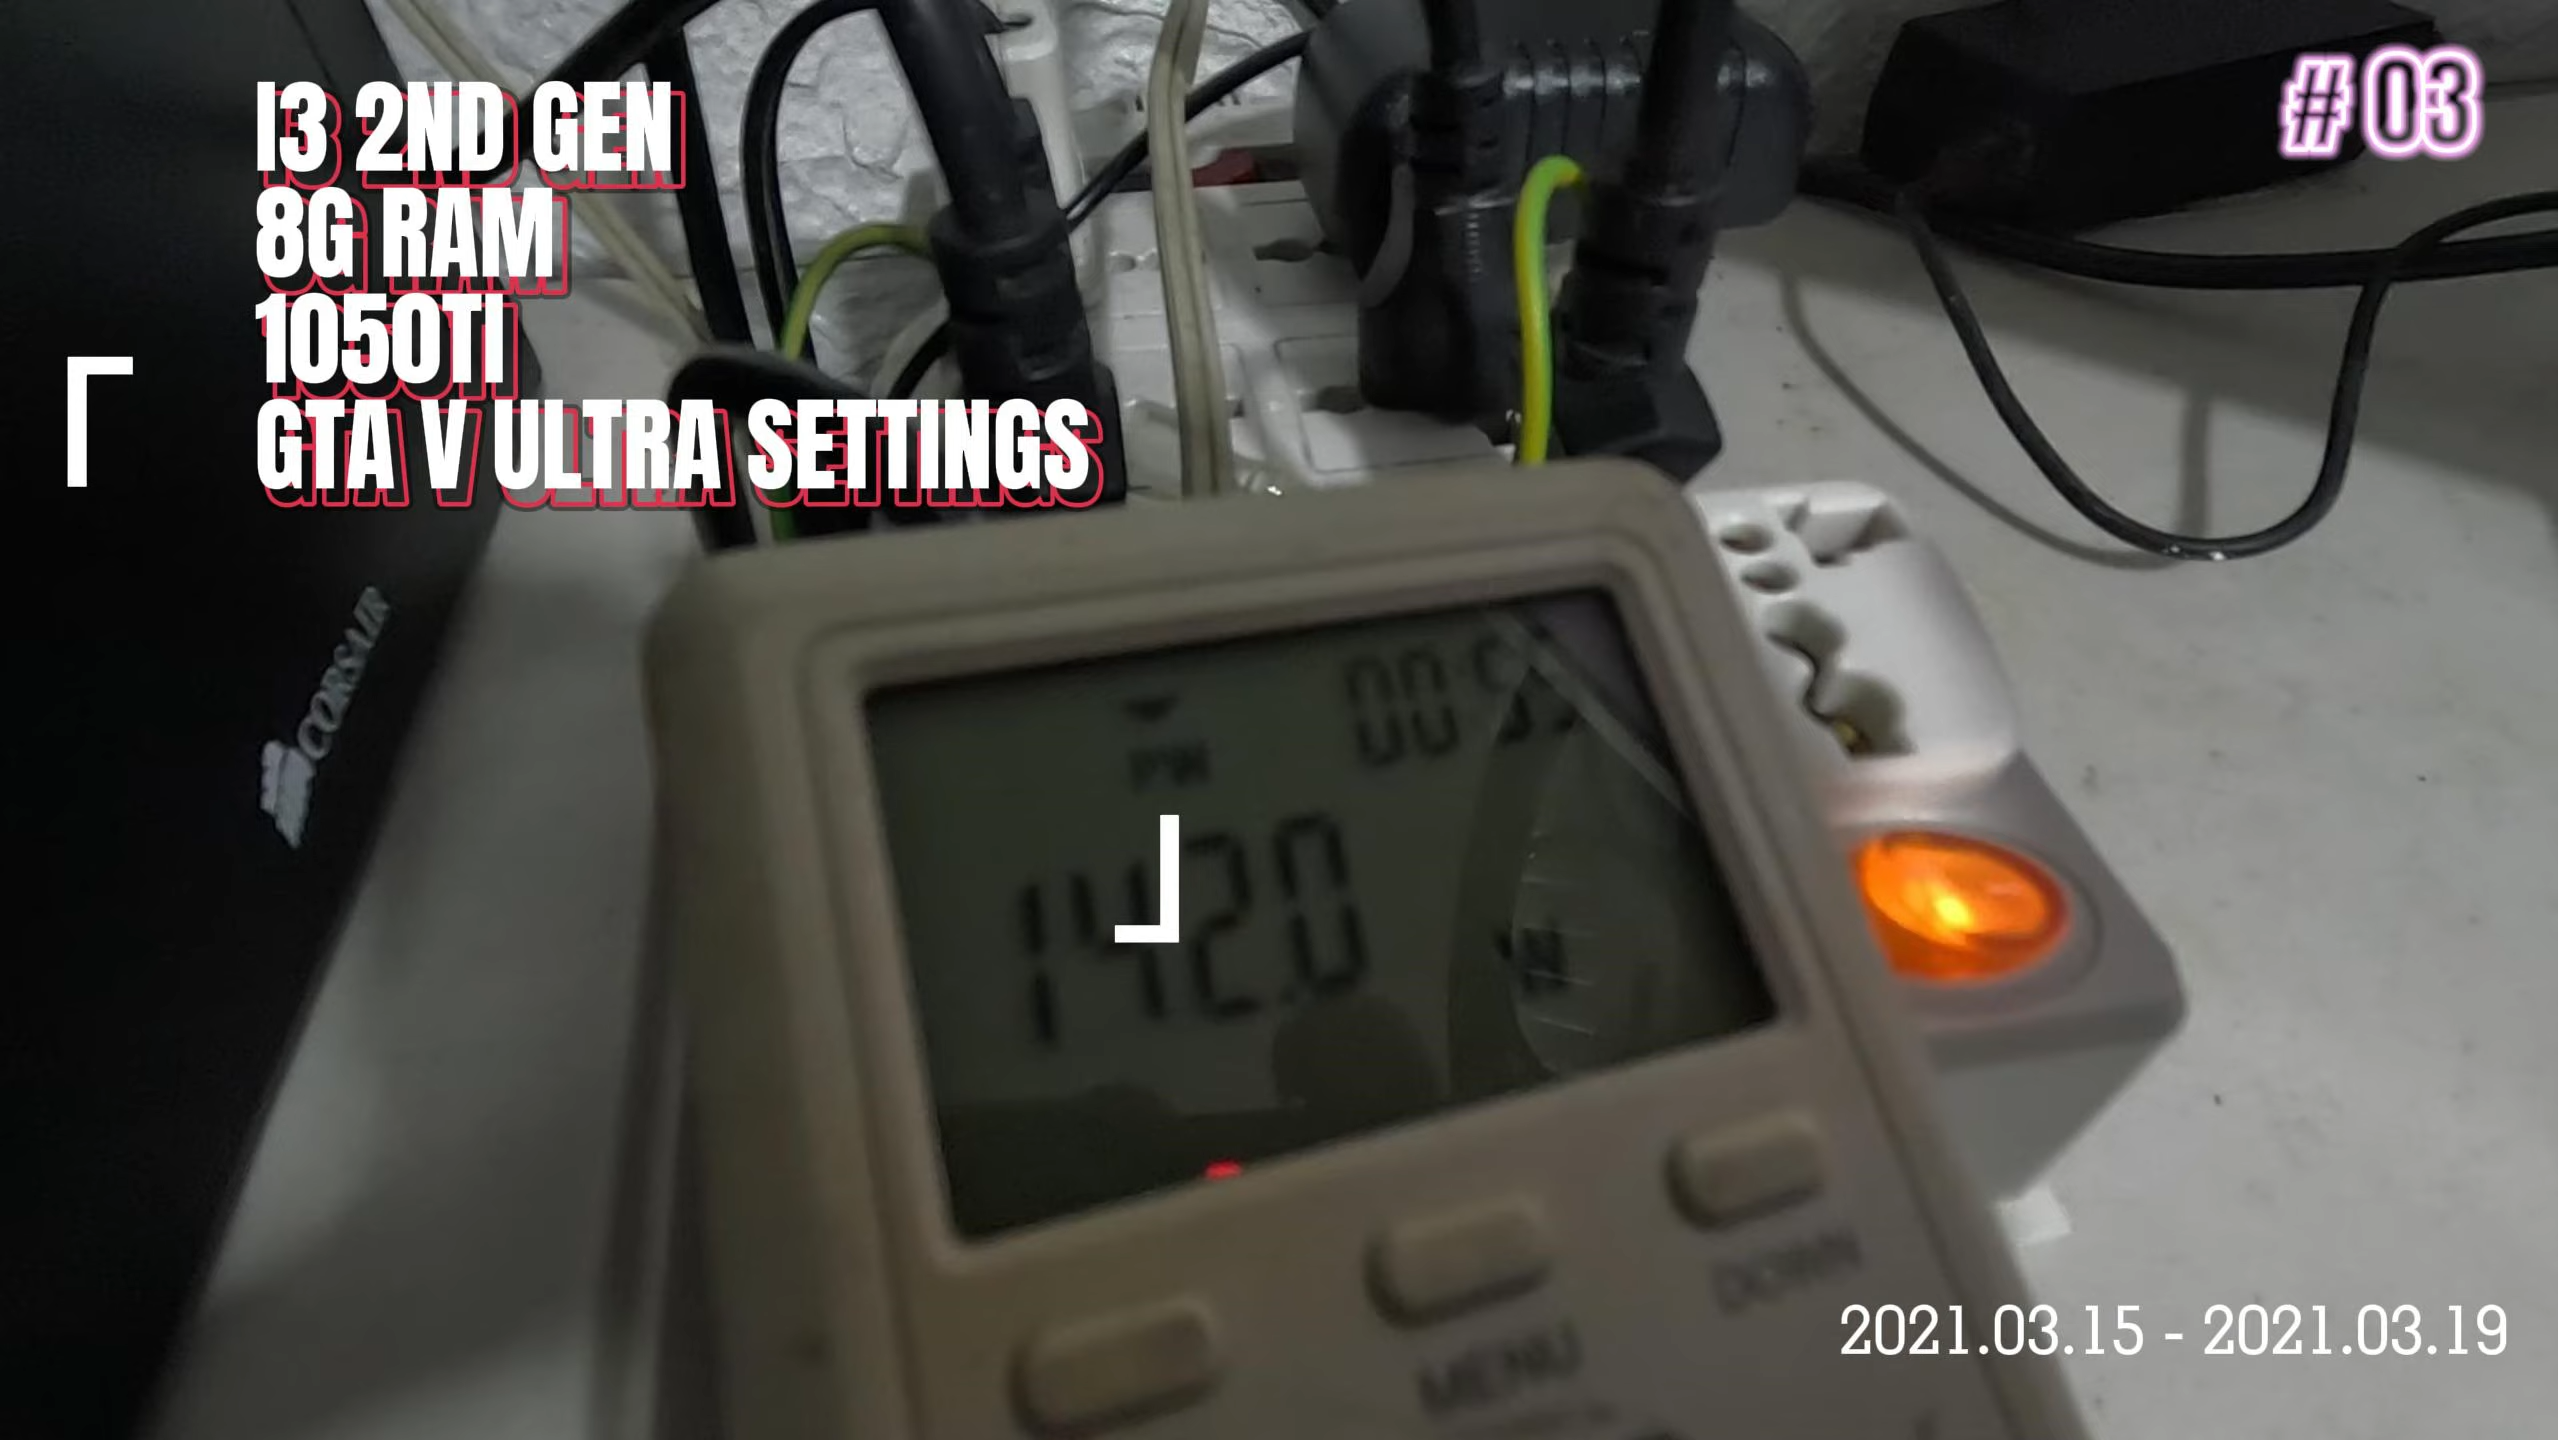 I3 2ND GEN
8G RAM
1050TI
GTA V ULTRA SETTINGS
# 03
CORSAIR
PW
142.0
W
DOWN
MENU
2021.03.15 - 2021.03.19